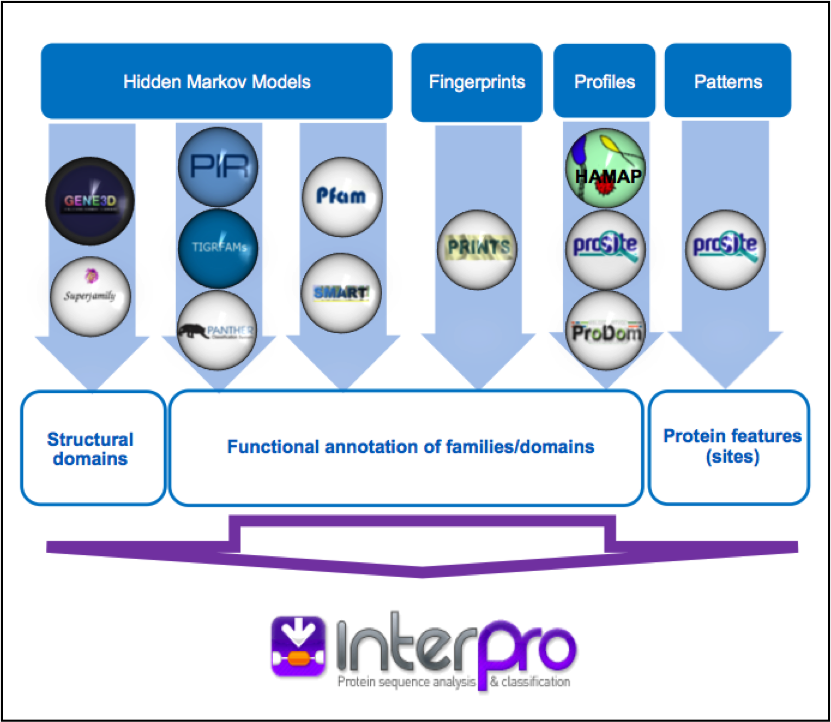 Hidden Markov Models
Fingerprints
Profiles
Patterns
GENE3D
Superfamily
PIR
TIGRFAMs
PANTHER
Pfam
SMART
PRINTS
HAMAP
prosite
ProDom
prosite
Structural
domains
Functional annotation of families/domains
Protein features
(sites)
InterPro
Protein sequence analysis & classification